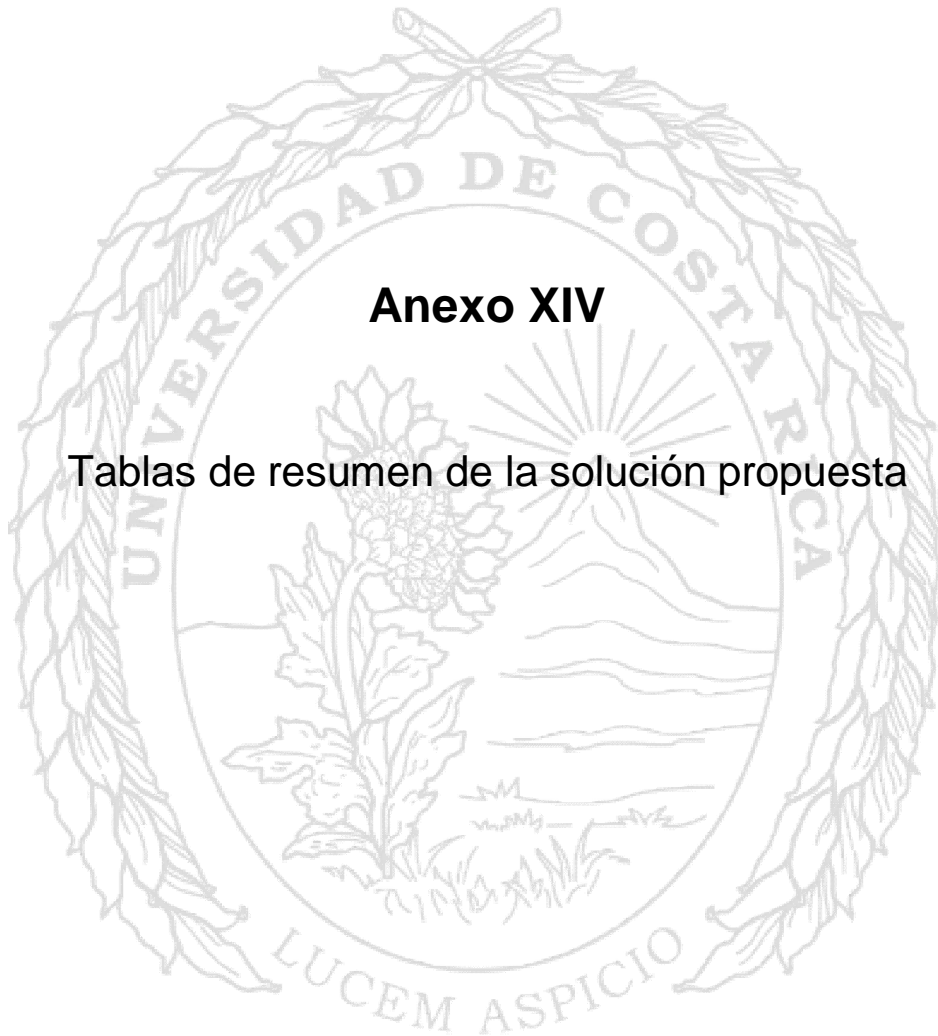 UNIVERSIDAD DE COSTA RICA
Anexo XIV
Tablas de resumen de la solución propuesta
LUCEM ASPICIO